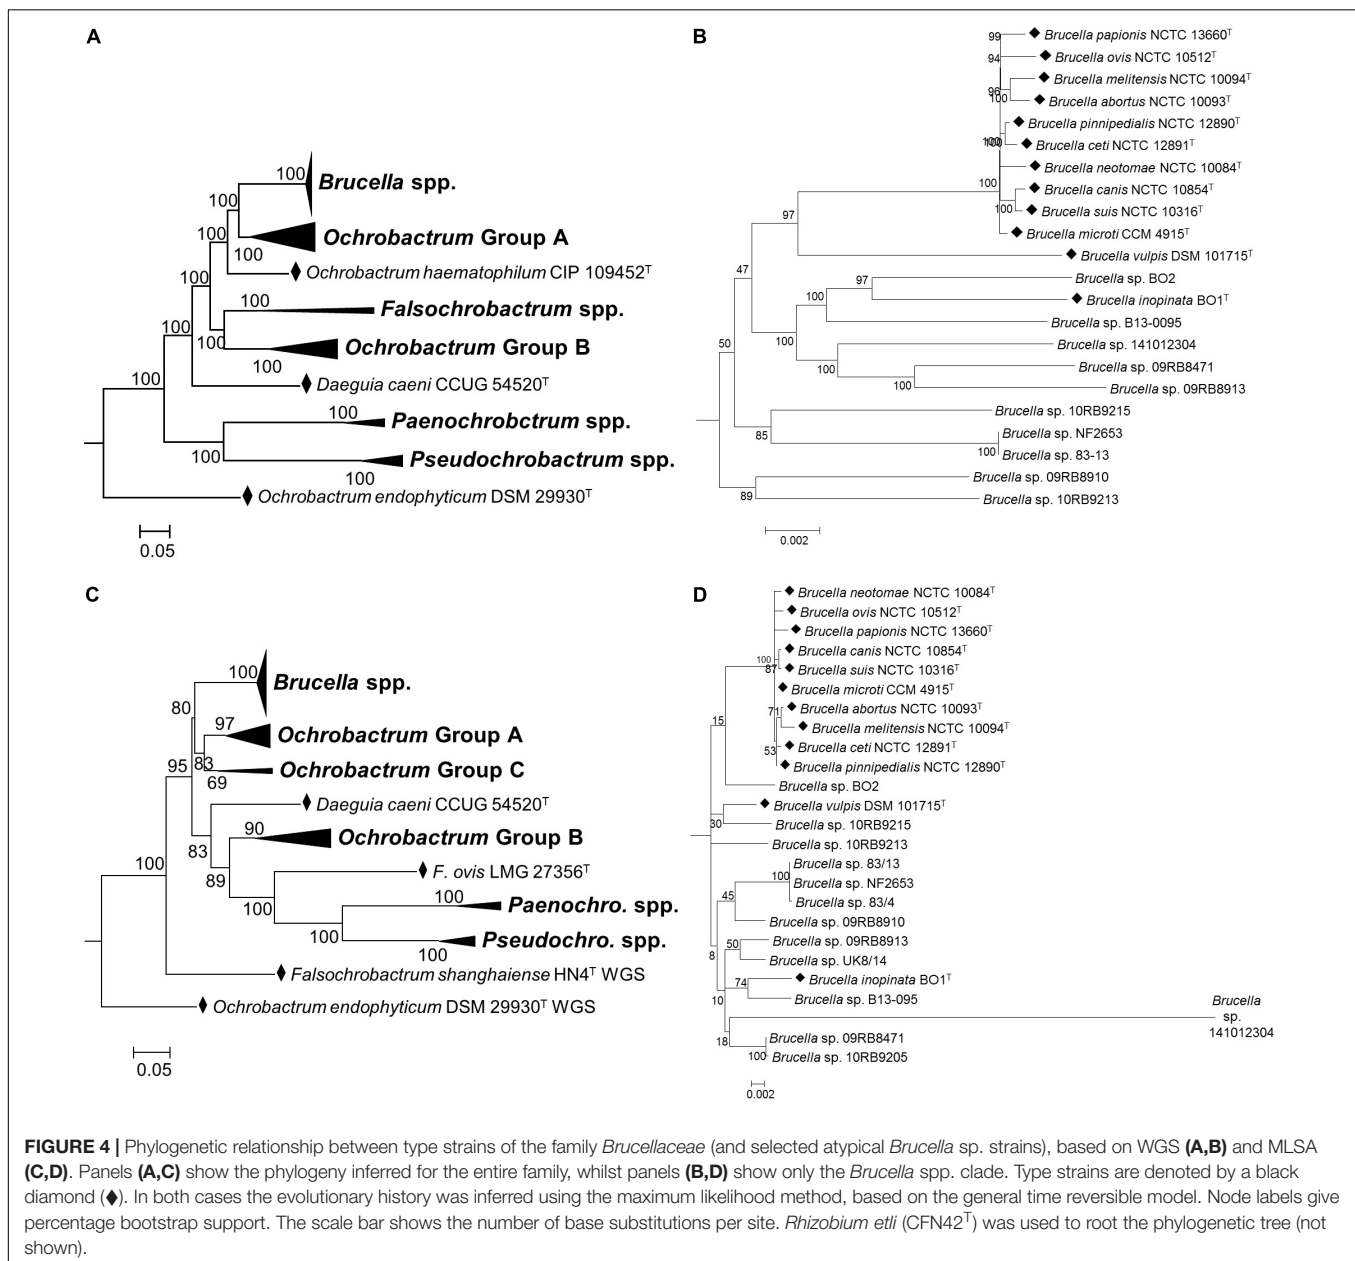 A
100
Brucella spp.
100
100
Ochrobactrum Group A
100
100
Ochrobactrum haematophilum CIP 109452ᵀ
100
Falsochrobactrum spp.
100
100
Ochrobactrum Group B
100
100
Daeguia caeni CCUG 54520ᵀ
100
Paenochrobctrum spp.
100
Pseudochrobactrum spp.
100
Ochrobactrum endophyticum DSM 29930ᵀ
0.05
B
99
Brucella papionis NCTC 13660ᵀ
94
Brucella ovis NCTC 10512ᵀ
Brucella melitensis NCTC 10094ᵀ
96
100
Brucella abortus NCTC 10093ᵀ
Brucella pinnipedialis NCTC 12890ᵀ
100
100
Brucella ceti NCTC 12891ᵀ
Brucella neotomae NCTC 10084ᵀ
100
Brucella canis NCTC 10854ᵀ
100
Brucella suis NCTC 10316ᵀ
97
Brucella microti CCM 4915ᵀ
Brucella vulpis DSM 101715ᵀ
47
97
Brucella sp. BO2
100
Brucella inopinata BO1ᵀ
Brucella sp. B13-0095
100
Brucella sp. 141012304
50
100
Brucella sp. 09RB8471
100
Brucella sp. 09RB8913
Brucella sp. 10RB9215
85
Brucella sp. NF2653
100
Brucella sp. 83-13
Brucella sp. 09RB8910
89
Brucella sp. 10RB9213
0.002
C
100
Brucella spp.
80
97
Ochrobactrum Group A
95
83
Ochrobactrum Group C
69
Daeguia caeni CCUG 54520ᵀ
90
Ochrobactrum Group B
83
F. ovis LMG 27356ᵀ
100
89
100
Paenochro. spp.
100
100
Pseudochro. spp.
100
Falsochrobactrum shanghaiense HN4ᵀ WGS
Ochrobactrum endophyticum DSM 29930ᵀ WGS
0.05
D
Brucella neotomae NCTC 10084ᵀ
Brucella ovis NCTC 10512ᵀ
Brucella papionis NCTC 13660ᵀ
Brucella canis NCTC 10854ᵀ
100
87
Brucella suis NCTC 10316ᵀ
Brucella microti CCM 4915ᵀ
71
Brucella abortus NCTC 10093ᵀ
15
Brucella melitensis NCTC 10094ᵀ
53
Brucella ceti NCTC 12891ᵀ
Brucella pinnipedialis NCTC 12890ᵀ
Brucella sp. BO2
Brucella vulpis DSM 101715ᵀ
30
Brucella sp. 10RB9215
Brucella sp. 10RB9213
Brucella sp. 83/13
100
Brucella sp. NF2653
45
Brucella sp. 83/4
Brucella sp. 09RB8910
50
Brucella sp. 09RB8913
8
Brucella sp. UK8/14
74
Brucella inopinata BO1ᵀ
10
Brucella sp. B13-095
Brucella
sp.
141012304
18
Brucella sp. 09RB8471
100
Brucella sp. 10RB9205
0.002
FIGURE 4 | Phylogenetic relationship between type strains of the family Brucellaceae (and selected atypical Brucella sp. strains), based on WGS (A,B) and MLSA
(C,D). Panels (A,C) show the phylogeny inferred for the entire family, whilst panels (B,D) show only the Brucella spp. clade. Type strains are denoted by a black
diamond (♦). In both cases the evolutionary history was inferred using the maximum likelihood method, based on the general time reversible model. Node labels give
percentage bootstrap support. The scale bar shows the number of base substitutions per site. Rhizobium etli (CFN42ᵀ) was used to root the phylogenetic tree (not
shown).